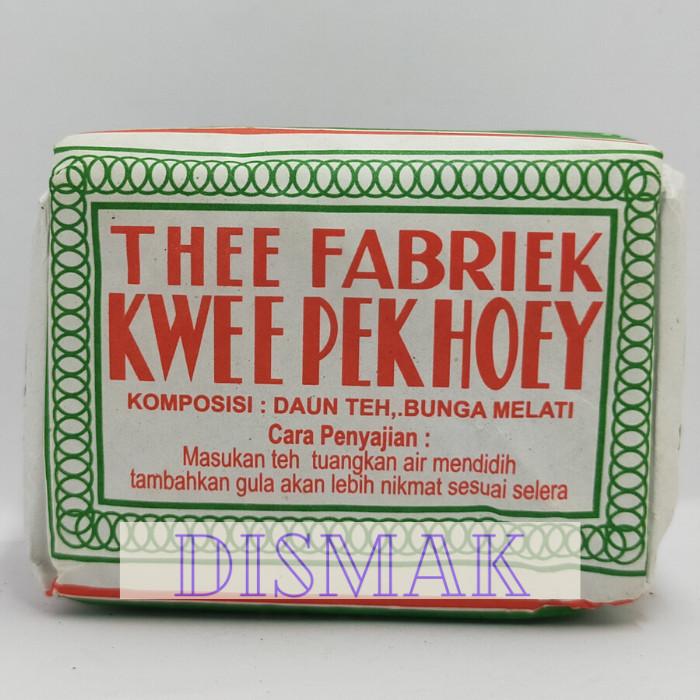 THEE FABRIEK
KWEE PEK HOEY
KOMPOSISI : DAUN TEH,.BUNGA MELATI
Cara Penyajian :
Masukan teh tuangkan air mendidih
tambahkan gula akan lebih nikmat sesuai selera
DISMAK